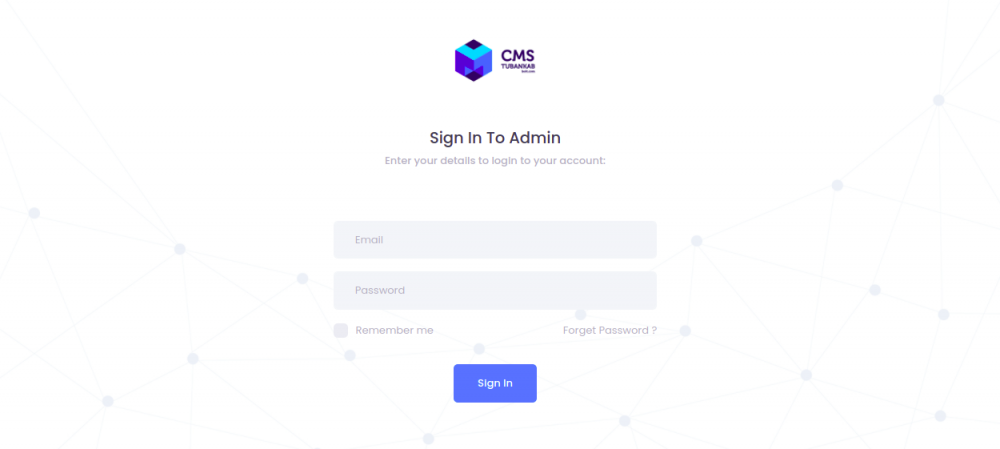 CMS
TUBANKAB
Sign In To Admin
Enter your details to login to your account:
Email
Password
Remember me
Forget Password ?
Sign In